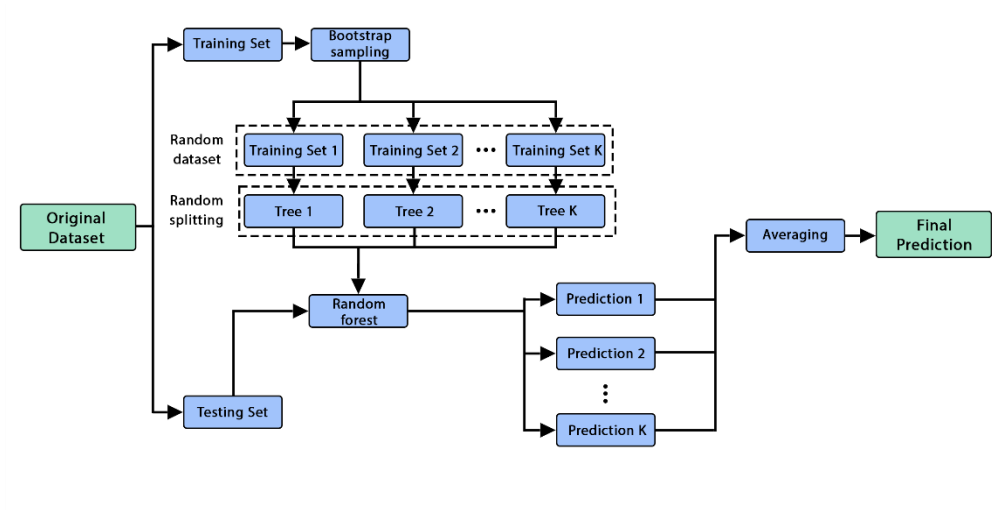 Training Set
Bootstrap
sampling
Random
dataset
Training Set 1
Training Set 2
Training Set K
Random
splitting
Tree 1
Tree 2
Tree K
Original
Dataset
Averaging
Final
Prediction
Random
forest
Prediction 1
Prediction 2
Prediction K
Testing Set